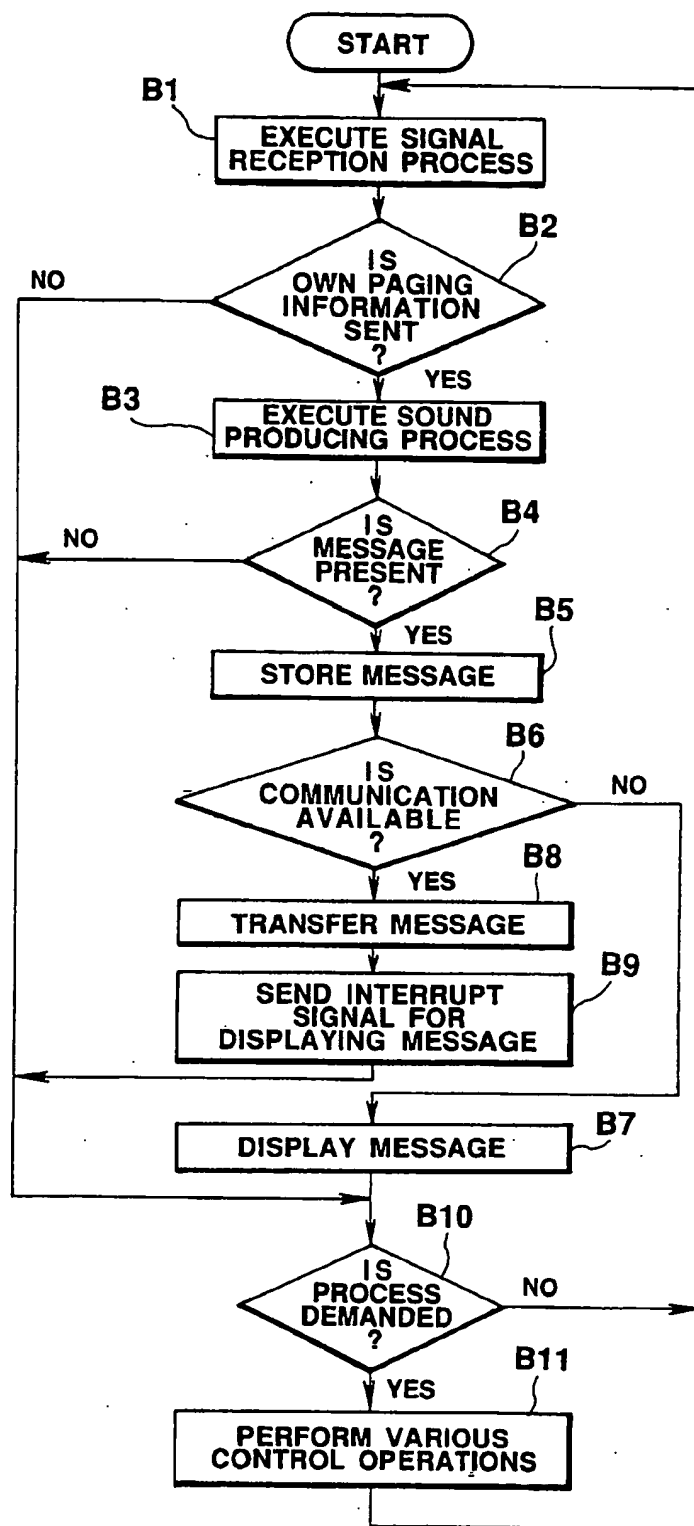 START
B1
EXECUTE SIGNAL
RECEPTION PROCESS
B2
NO
IS
OWN PAGING
INFORMATION
SENT
?
YES
B3
EXECUTE SOUND
PRODUCING PROCESS
B4
NO
IS
MESSAGE
PRESENT
?
YES
B5
STORE MESSAGE
B6
IS
COMMUNICATION
AVAILABLE
?
NO
YES
B8
TRANSFER MESSAGE
B9
SEND INTERRUPT
SIGNAL FOR
DISPLAYING MESSAGE
DISPLAY MESSAGE
B7
B10
IS
PROCESS
DEMANDED
?
NO
YES
B11
PERFORM VARIOUS
CONTROL OPERATIONS